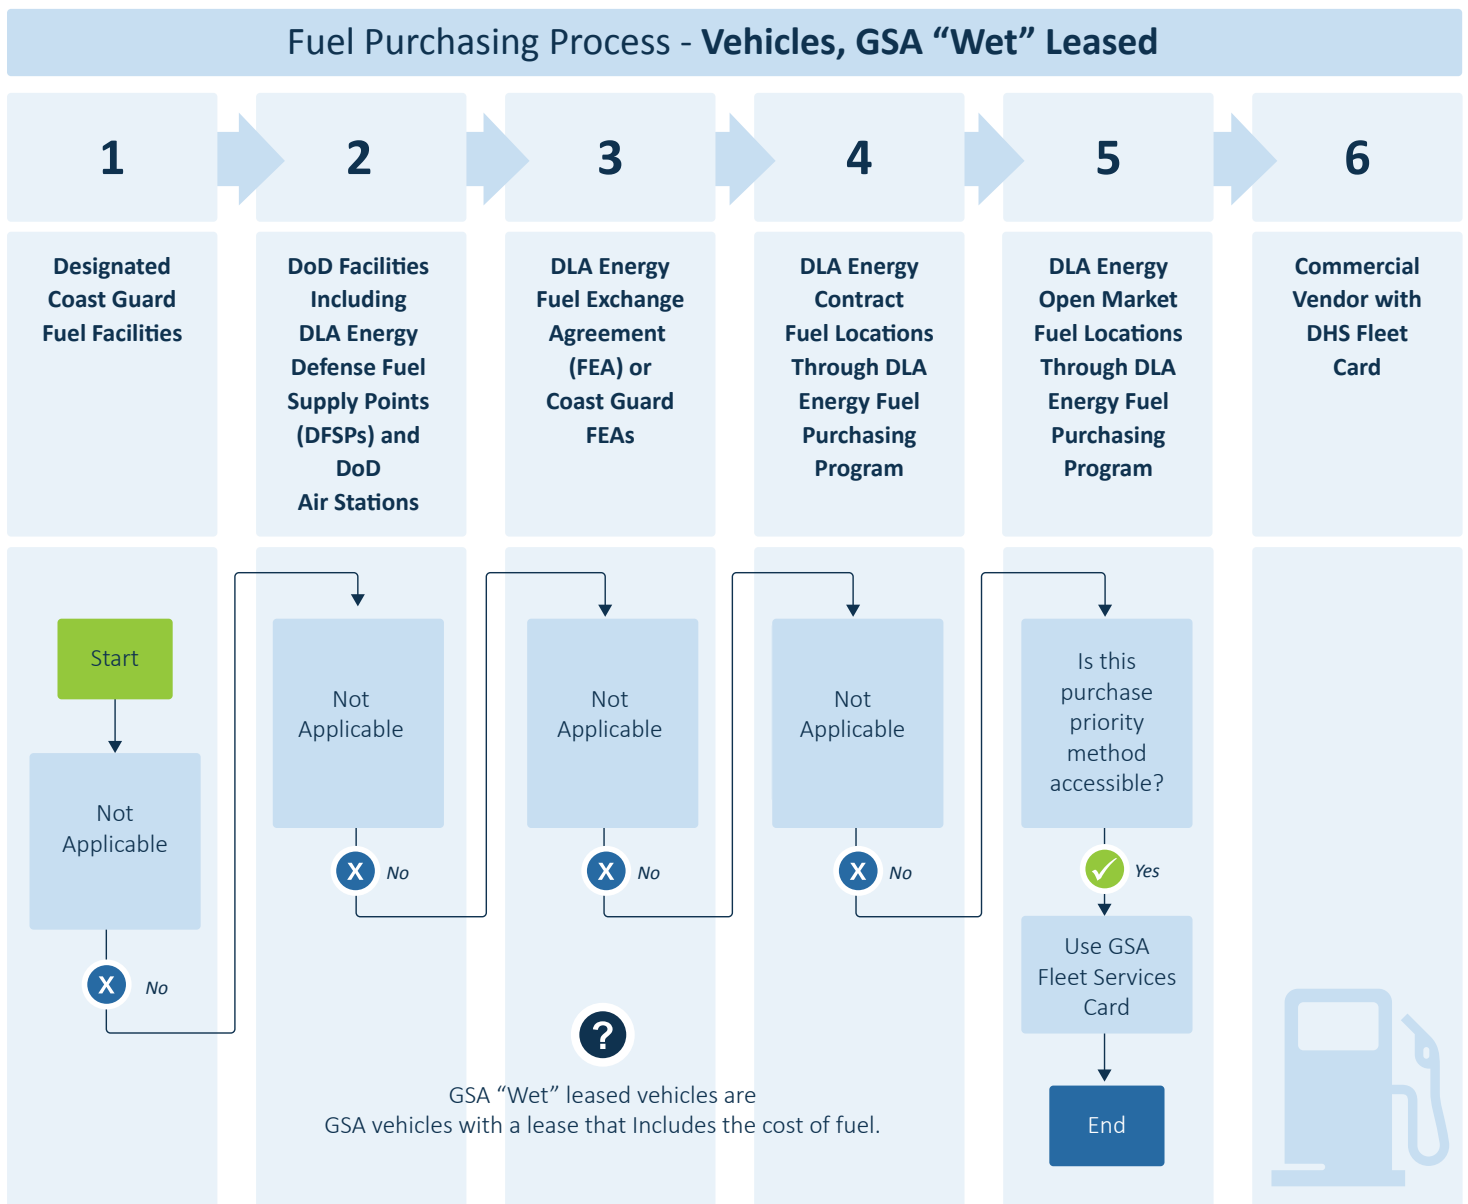 Fuel Purchasing Process - Vehicles, GSA “Wet” Leased
1
2
3
4
5
6
Designated
Coast Guard
Fuel Facilities
DoD Facilities
Including
DLA Energy
Defense Fuel
Supply Points
(DFSPs) and
DoD
Air Stations
DLA Energy
Fuel Exchange
Agreement
(FEA) or
Coast Guard
FEAs
DLA Energy
Contract
Fuel Locations
Through DLA
Energy Fuel
Purchasing
Program
DLA Energy
Open Market
Fuel Locations
Through DLA
Energy Fuel
Purchasing
Program
Commercial
Vendor with
DHS Fleet
Card
Start
Not
Applicable
X
No
Not
Applicable
X
No
Not
Applicable
X
No
Not
Applicable
X
No
Is this
purchase
priority
method
accessible?
Yes
Use GSA
Fleet Services
Card
End
?
GSA “Wet” leased vehicles are
GSA vehicles with a lease that Includes the cost of fuel.